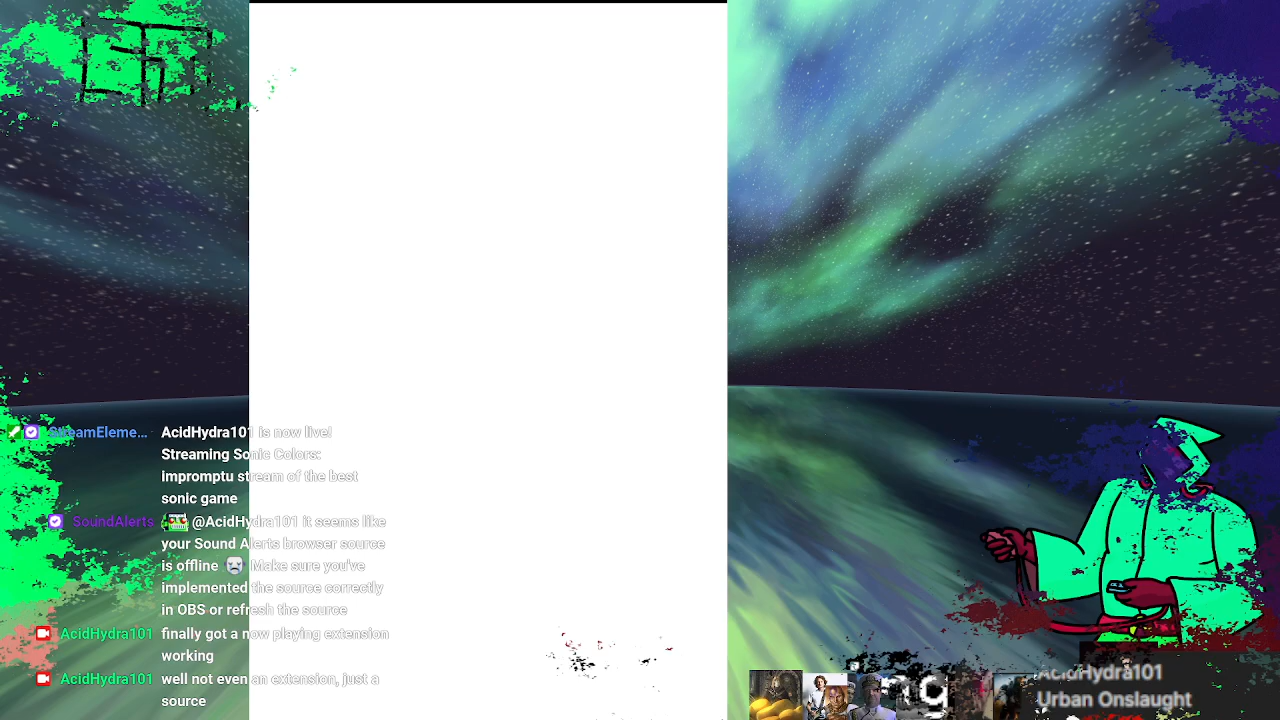 StreamEleme... AcidHydra101 is now live!
Streaming Sonic Colors:
impromptu stream of the best
sonic game
SoundAlerts @AcidHydra101 it seems like
your Sound Alerts browser source
is offline Make sure you've
implemented the source correctly
in OBS or refresh the source
AcidHydra101 finally got a now playing extension
working
AcidHydra101 well not even an extension, just a
source
ng
AcidHydra101
Urban Onslaught